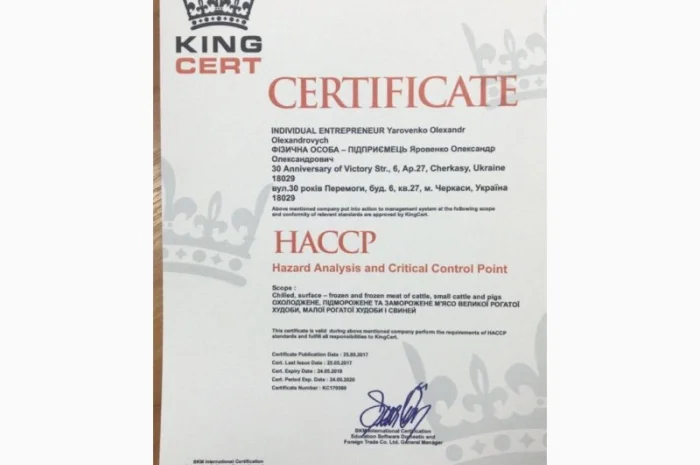 KING
CERT
CERTIFICATE
INDIVIDUAL ENTREPRENEUR Yarovenko Olexandr
Olexandrovych
ФІЗИЧНА ОСОБА – ПІДПРИЄМЕЦЬ Яровенко Олександр
Олександрович
30 Anniversary of Victory Str., 6, Ap.27, Cherkasy, Ukraine
18029
вул.30 років Перемоги, буд. 6, кв.27, м. Черкаси, Україна
18029
Above mentioned company put into action to management system at the following scope
and conformity of relevant standards are approved by KingCert.
HACCP
Hazard Analysis and Critical Control Point
Scope :
Chilled, surface – frozen and frozen meat of cattle, small cattle and pigs
ОХОЛОДЖЕНЕ, ПІДМОРОЖЕНЕ ТА ЗАМОРОЖЕНЕ М'ЯСО ВЕЛИКОЇ РОГАТОЇ
ХУДОБИ, МАЛОЇ РОГАТОЇ ХУДОБИ І СВИНЕЙ
This certificate is valid during above mentioned company perform the requirements of HACCP
standards and fulfill all responsibilities to KingCert.
Certificate Publication Date : 25.05.2017
Cert. Last Issue Date : 25.05.2017
Cert. Expiry Date : 24.05.2018
Cert. Period Exp. Date : 24.05.2020
Certificate Number :
BKM International Certification
Education Software Domestic and
Foreign Trade Co. Ltd. General Manager
BKM International Certification